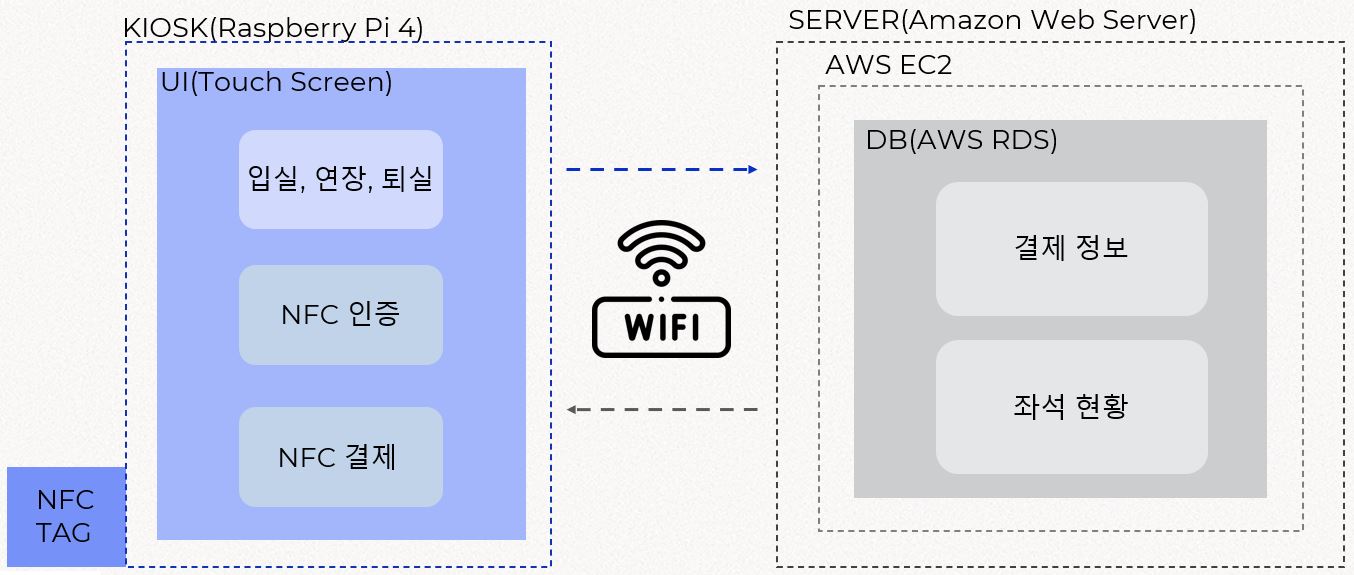 KIOSK(Raspberry Pi 4)
UI(Touch Screen)
입실, 연장, 퇴실
NFC 인증
NFC 결제
NFC
TAG
WIFI
SERVER(Amazon Web Server)
AWS EC2
DB(AWS RDS)
결제 정보
좌석 현황